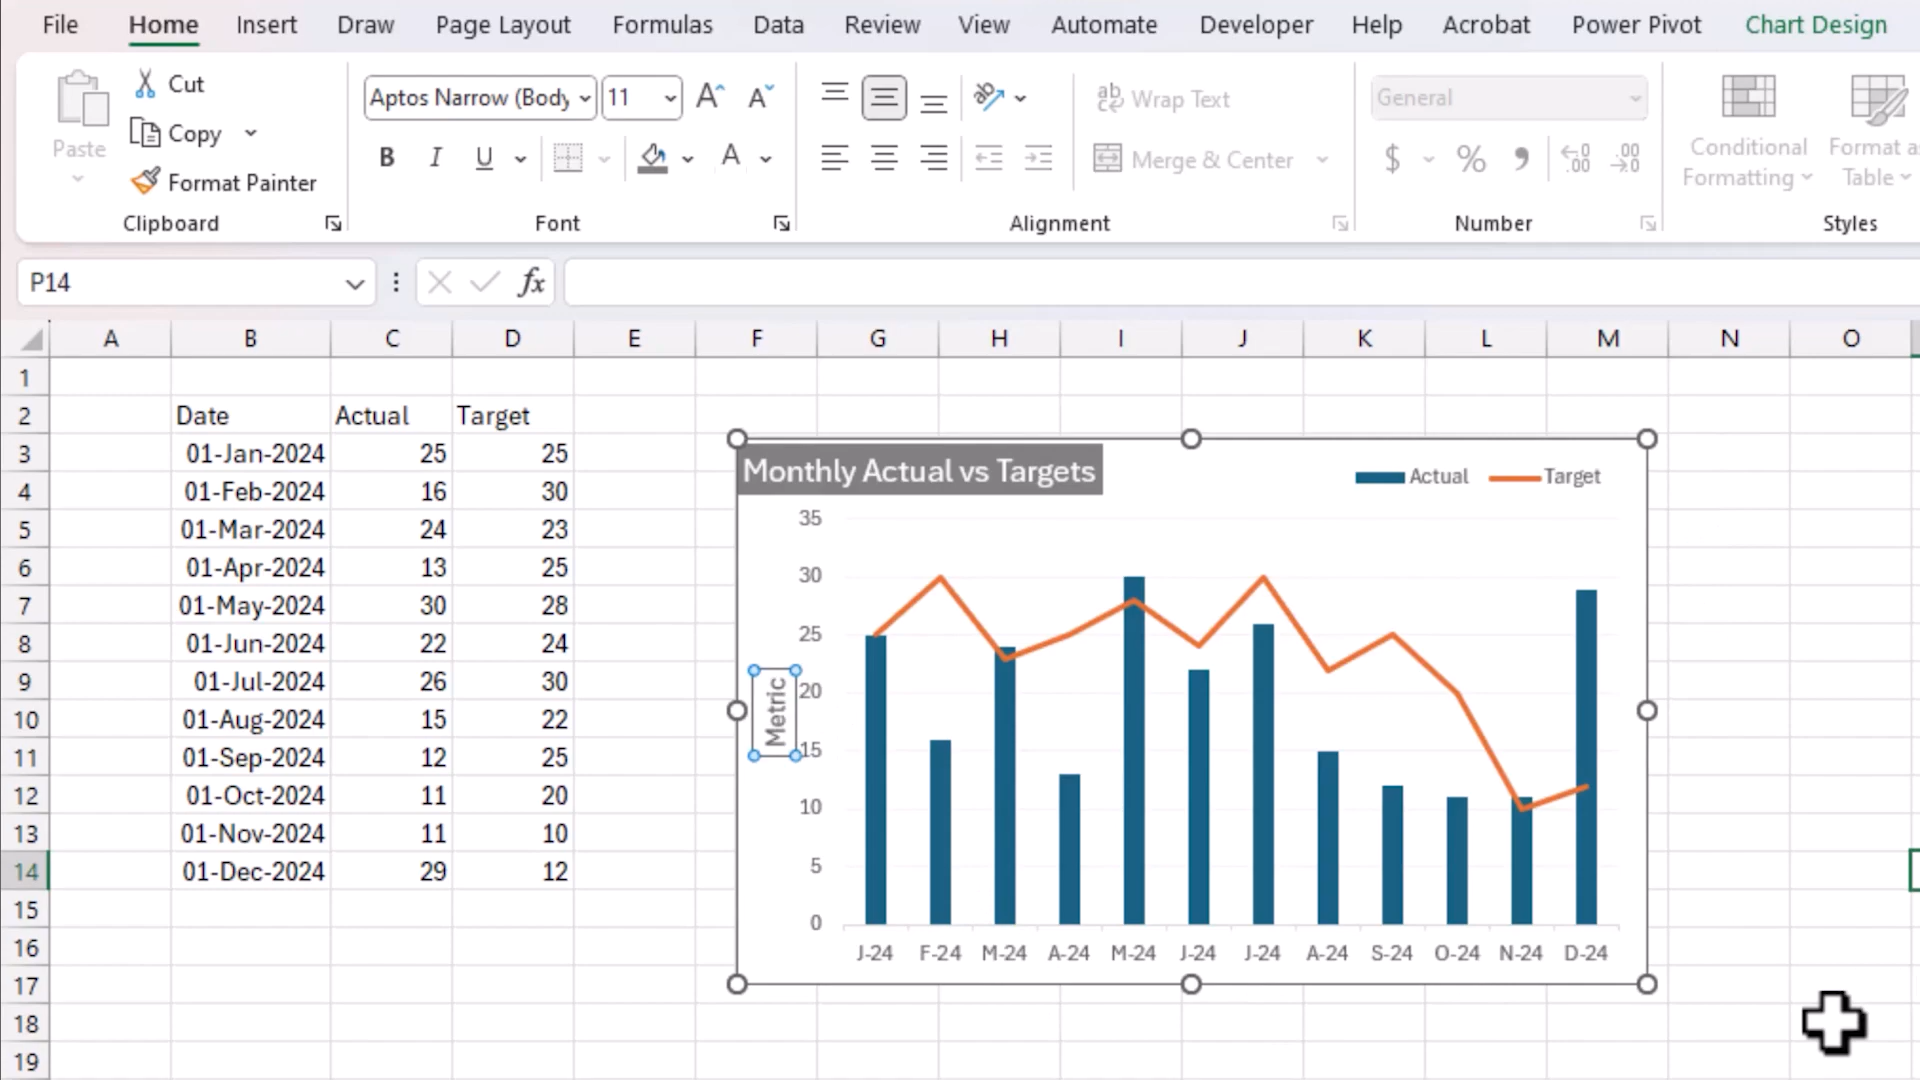 File Home Insert Draw Page Layout Formulas Data Review View Automate Developer Help Acrobat Power Pivot Chart Design
Paste
Cut
Copy
Format Painter
Clipboard
Aptos Narrow (Body 11 A A
B I U A
Font
ab Wrap Text
Merge & Center
Alignment
General
$ % 9 .00 .00
Number
Conditional Formatting
Format a
Table
Styles
P14 fx
A B C D E F G H I J K L M N O
1
2 Date Actual Target
3 01-Jan-2024 25 25
4 01-Feb-2024 16 30
5 01-Mar-2024 24 23
6 01-Apr-2024 13 25
7 01-May-2024 30 28
8 01-Jun-2024 22 24
9 01-Jul-2024 26 30
10 01-Aug-2024 15 22
11 01-Sep-2024 12 25
12 01-Oct-2024 11 20
13 01-Nov-2024 11 10
14 01-Dec-2024 29 12
15
16
17
18
19
Monthly Actual vs Targets
Actual Target
35
30
25
20
15
10
5
0
Metric
J-24 F-24 M-24 A-24 M-24 J-24 J-24 A-24 S-24 O-24 N-24 D-24